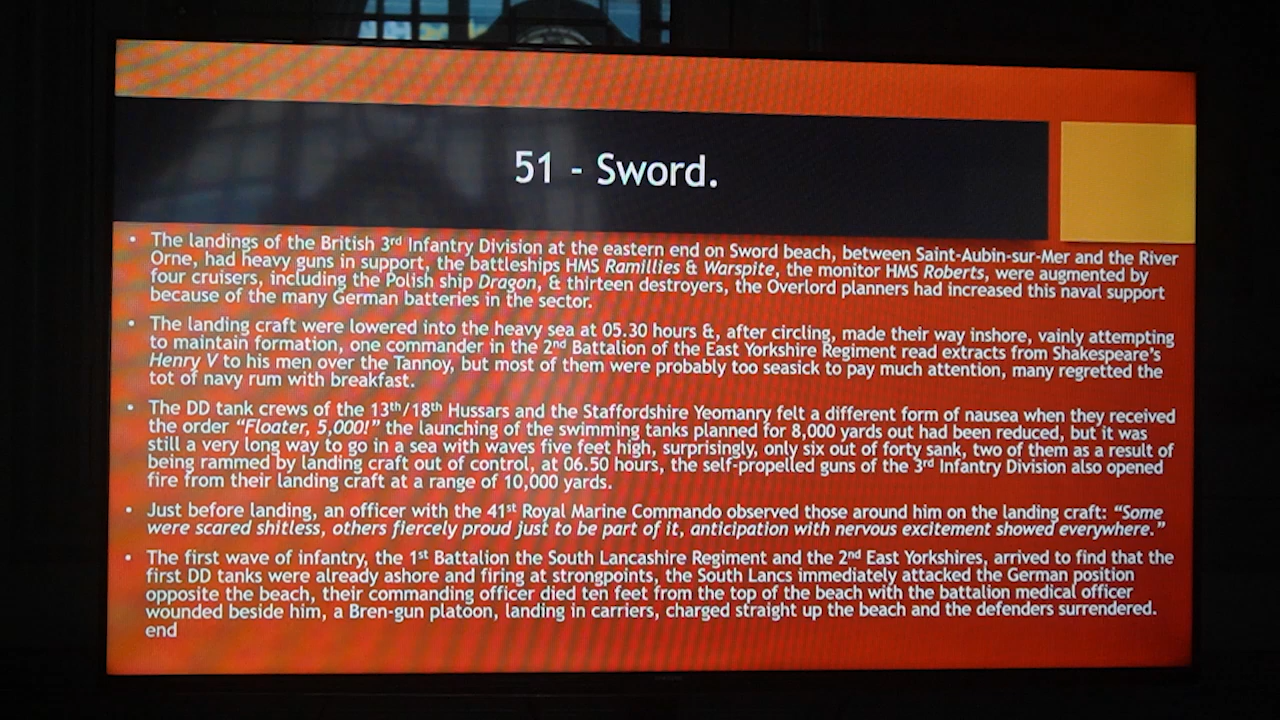 51 - Sword.
• The landings of the British 3rd Infantry Division at the eastern end on Sword beach, between Saint-Aubin-sur-Mer and the River
Orne, had heavy guns in support, the battleships HMS Ramillies & Warspite, the monitor HMS Roberts, were augmented by
four cruisers, including the Polish ship Dragon, & thirteen destroyers, the Overlord planners had increased this naval support
because of the many German batteries in the sector.
• The landing craft were lowered into the heavy sea at 05.30 hours &, after circling, made their way inshore, vainly attempting
to maintain formation, one commander in the 2nd Battalion of the East Yorkshire Regiment read extracts from Shakespeare's
Henry V to his men over the Tannoy, but most of them were probably too seasick to pay much attention, many regretted the
tot of navy rum with breakfast.
• The DD tank crews of the 13th/18th Hussars and the Staffordshire Yeomanry felt a different form of nausea when they received
the order "Floater, 5,000!" the launching of the swimming tanks planned for 8,000 yards out had been reduced, but it was
still a very long way to go in a sea with waves five feet high, surprisingly, only six out of forty sank, two of them as a result of
being rammed by landing craft out of control, at 06.50 hours, the self-propelled guns of the 3rd Infantry Division also opened
fire from their landing craft at a range of 10,000 yards.
• Just before landing, an officer with the 41st Royal Marine Commando observed those around him on the landing craft: "Some
were scared shitless, others fiercely proud just to be part of it, anticipation with nervous excitement showed everywhere."
• The first wave of infantry, the 1st Battalion the South Lancashire Regiment and the 2nd East Yorkshires, arrived to find that the
first DD tanks were already ashore and firing at strongpoints, the South Lancs immediately attacked the German position
opposite the beach, their commanding officer died ten feet from the top of the beach with the battalion medical officer
wounded beside him, a Bren-gun platoon, landing in carriers, charged straight up the beach and the defenders surrendered.
end